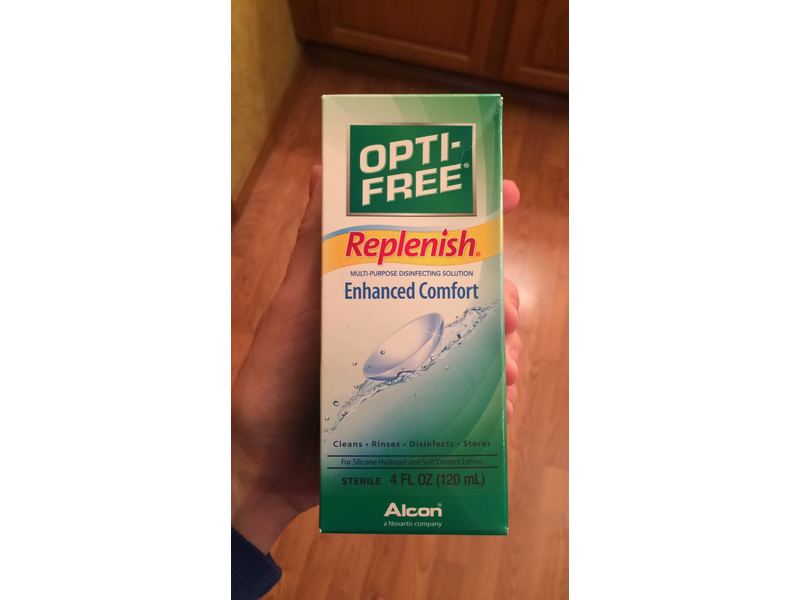 OPTI-
FREE®
Replenish®
MULTI-PURPOSE DISINFECTING SOLUTION
Enhanced Comfort
Cleans • Rinses • Disinfects • Stores
For Silicone Hydrogel and Soft Contact Lenses
STERILE 4 FL OZ (120 mL)
Alcon®
a Novartis company